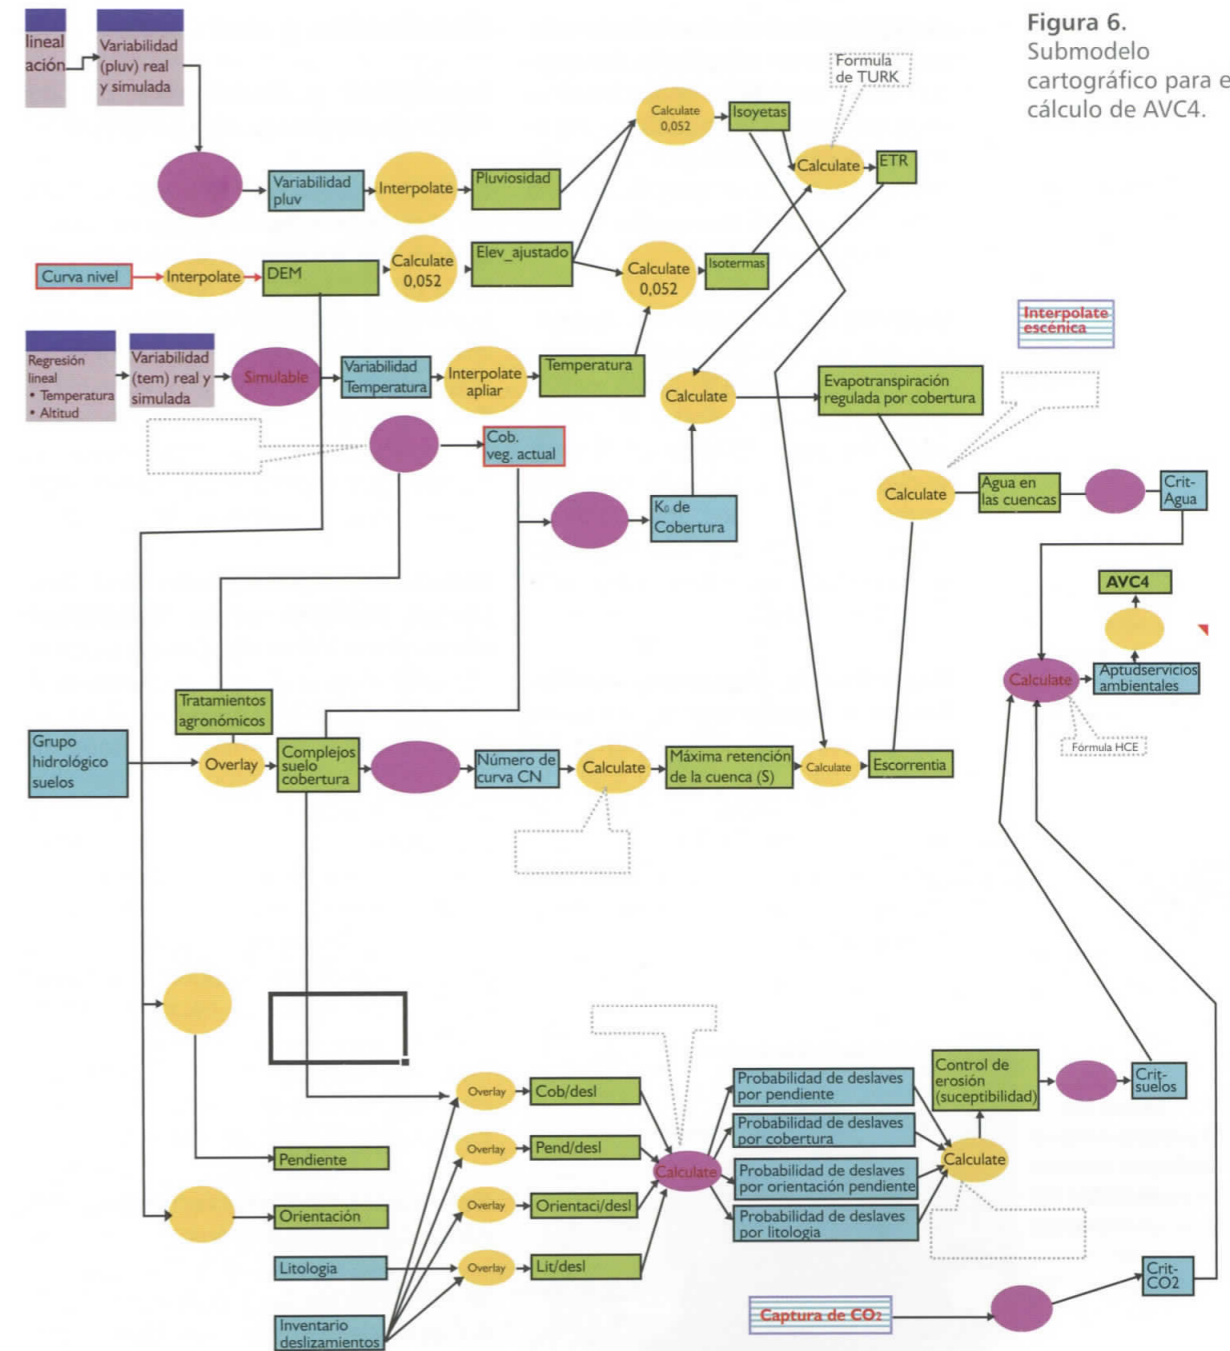 Figura 6.
Submodelo
cartográfico para e
cálculo de AVC4.
lineal
ación
Variabilidad
(pluv) real
y simulada
Formula
de TURK
Calculate
0,052
Isoyetas
Calculate
ETR
Variabilidad
pluv
Interpolate
Pluviosidad
Curva nivel
Interpolate
DEM
Calculate
0,052
Elev_ajustado
Calculate
0,052
Isotermas
Interpolate
escénica
Regresión
lineal
• Temperatura
• Altitud
Variabilidad
(tem) real y
simulada
Simulable
Variabilidad
Temperatura
Interpolate
apliar
Temperatura
Calculate
Evapotranspiración
regulada por cobertura
Cob.
veg. actual
Calculate
Agua en
las cuencas
Crit-
Agua
K₀ de
Cobertura
AVC4
Calculate
Aptudservicios
ambientales
Fórmula HCE
Tratamientos
agronómicos
Grupo
hidrológico
suelos
Overlay
Complejos
suelo
cobertura
Número de
curva CN
Calculate
Máxima retención
de la cuenca (S)
Calculate
Escorrentia
Overlay
Cob/desl
Probabilidad de deslaves
por pendiente
Control de
erosión
(suceptibilidad)
Crit-
suelos
Probabilidad de deslaves
por cobertura
Pendiente
Overlay
Pend/desl
Calculate
Probabilidad de deslaves
por orientación pendiente
Calculate
Orientación
Overlay
Orientaci/desl
Probabilidad de deslaves
por litologia
Litologia
Overlay
Lit/desl
Crit-
CO2
Inventario
deslizamientos
Captura de CO₂